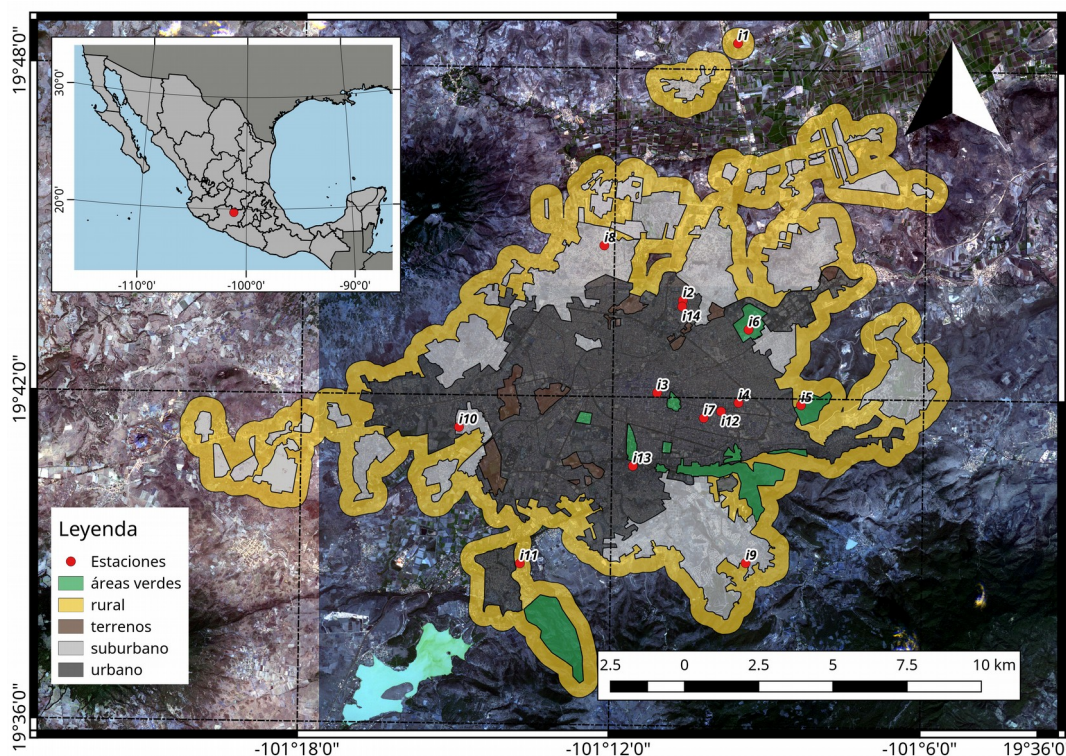 19°48'0"
19°42'0"
19°36'0"
30°0'
20°0'
-110°0'
-100°0'
-90°0'
i1
i8
i2
i14
i6
i3
i4
i5
i7
i12
i10
i13
i11
i9
Leyenda
Estaciones
áreas verdes
rural
terrenos
suburbano
urbano
2.5 0 2.5 5 7.5 10 km
-101°18'0" -101°12'0" -101°6'0" 19°36'0"